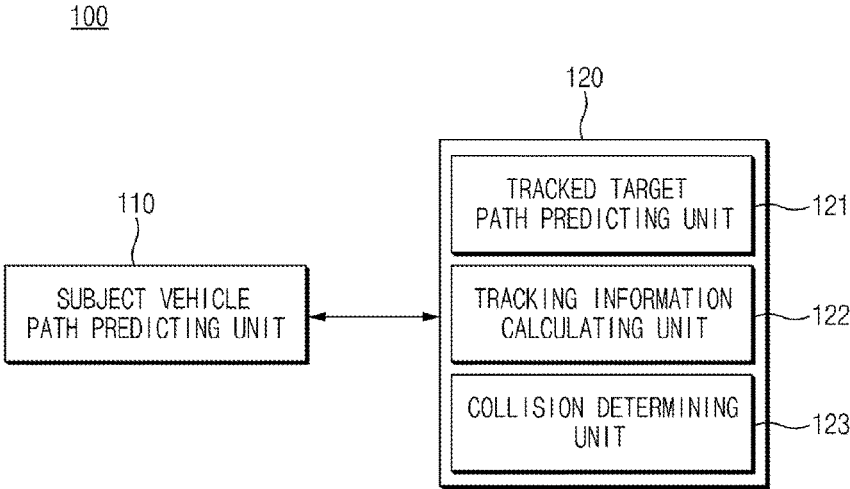 100
120
TRACKED TARGET
PATH PREDICTING UNIT
121
110
SUBJECT VEHICLE
PATH PREDICTING UNIT
TRACKING INFORMATION
CALCULATING UNIT
122
COLLISION DETERMINING
UNIT
123